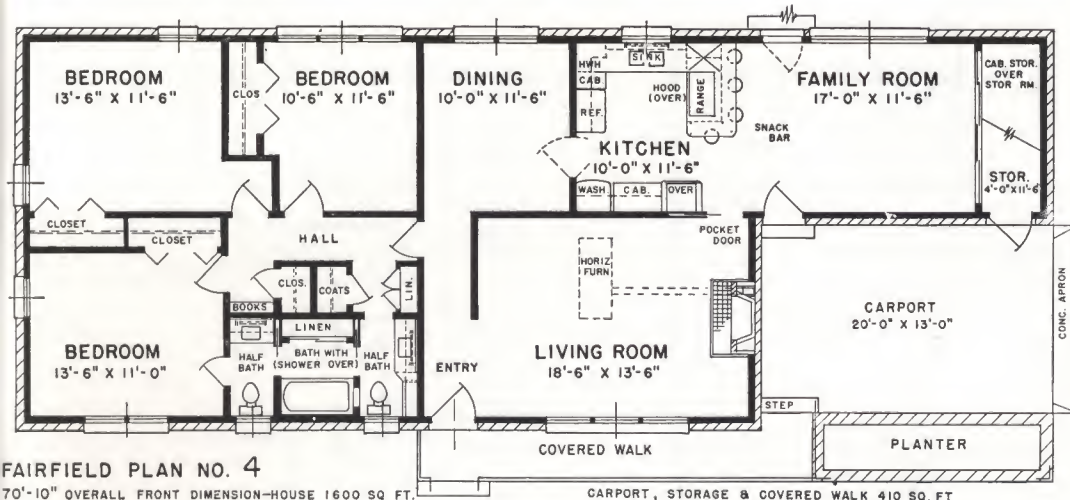 BEDROOM
13'-6" X 11'-6"
CLOS
BEDROOM
10'-6" X 11'-6"
DINING
10'-0" X 11'-6"
HWH
CAB
REF.
SINK
HOOD
(OVER)
RANGE
KITCHEN
10'-0" X 11'-6"
WASH.
CAB.
OVER
SNACK
BAR
FAMILY ROOM
17'-0" X 11'-6"
CAB. STOR.
OVER
STOR RM.
STOR.
4'-0"X11'-6"
CLOSET
CLOSET
HALL
POCKET
DOOR
HORIZ
FURN
BOOKS
CLOS.
COATS
LIN.
LINEN
BEDROOM
13'-6" X 11'-0"
HALF
BATH
BATH WITH
(SHOWER OVER)
HALF
BATH
ENTRY
LIVING ROOM
18'-6" X 13'-6"
CARPORT
20'-0" X 13'-0"
CONC. APRON
STEP
COVERED WALK
PLANTER
FAIRFIELD PLAN NO. 4
70'-10" OVERALL FRONT DIMENSION—HOUSE 1600 SQ FT.
CARPORT, STORAGE & COVERED WALK 410 SQ. FT